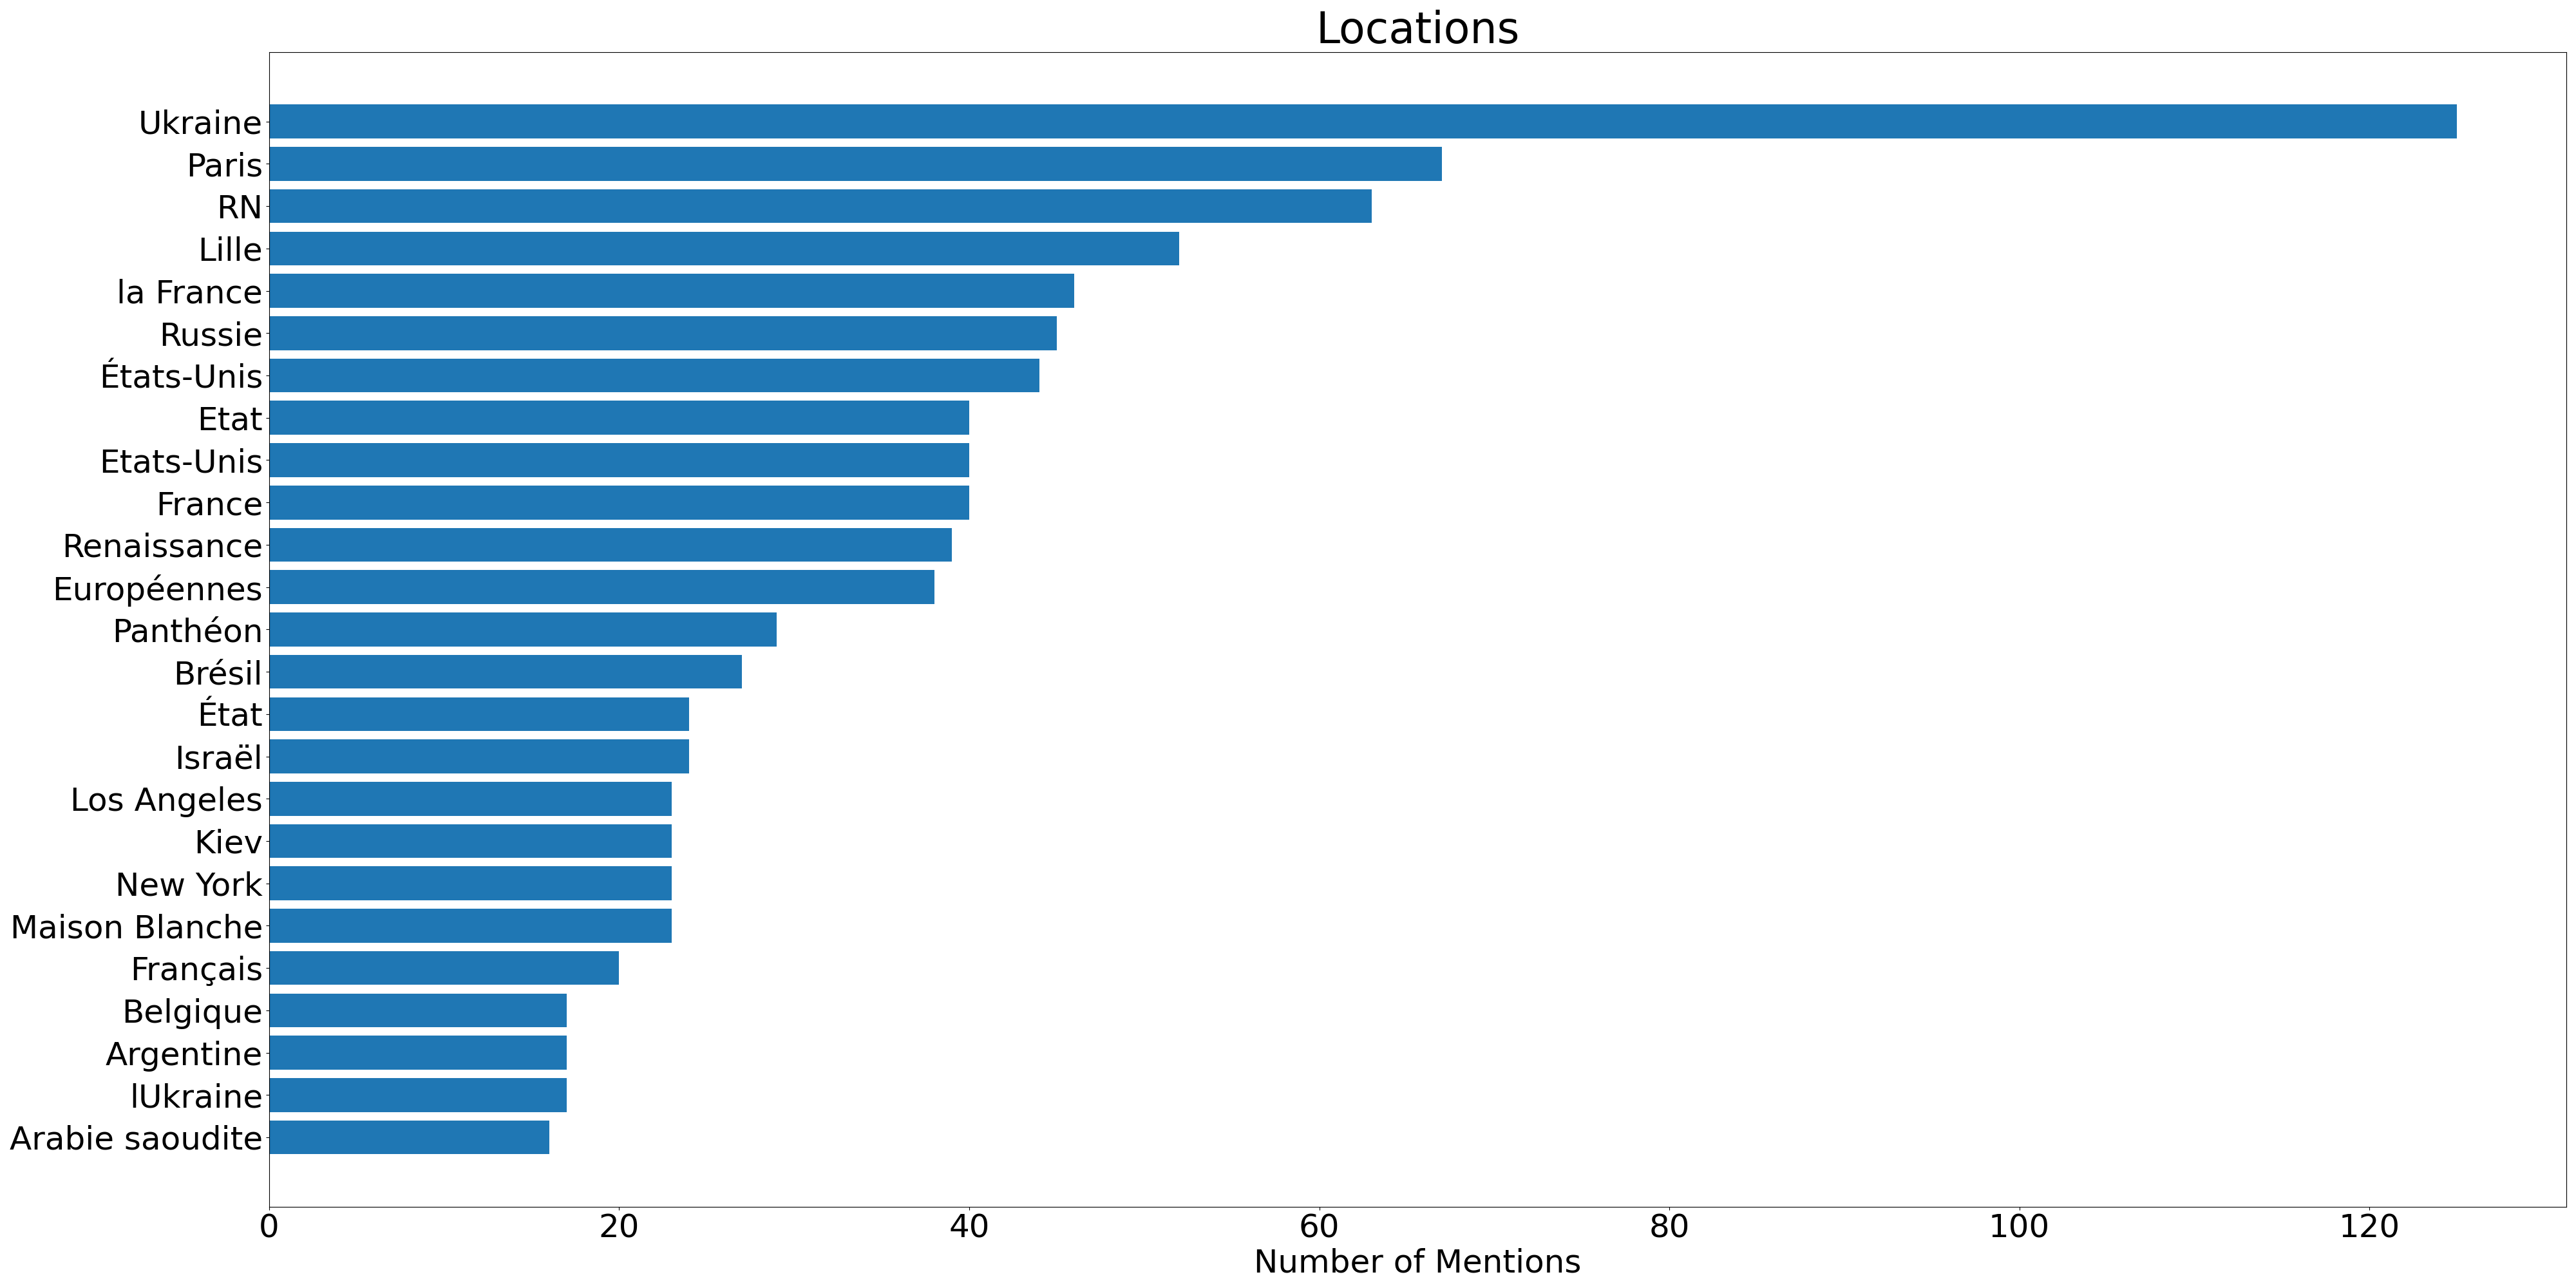 Locations
Ukraine
Paris
RN
Lille
la France
Russie
États-Unis
Etat
Etats-Unis
France
Renaissance
Européennes
Panthéon
Brésil
État
Israël
Los Angeles
Kiev
New York
Maison Blanche
Français
Belgique
Argentine
lUkraine
Arabie saoudite
0 20 40 60 80 100 120
Number of Mentions